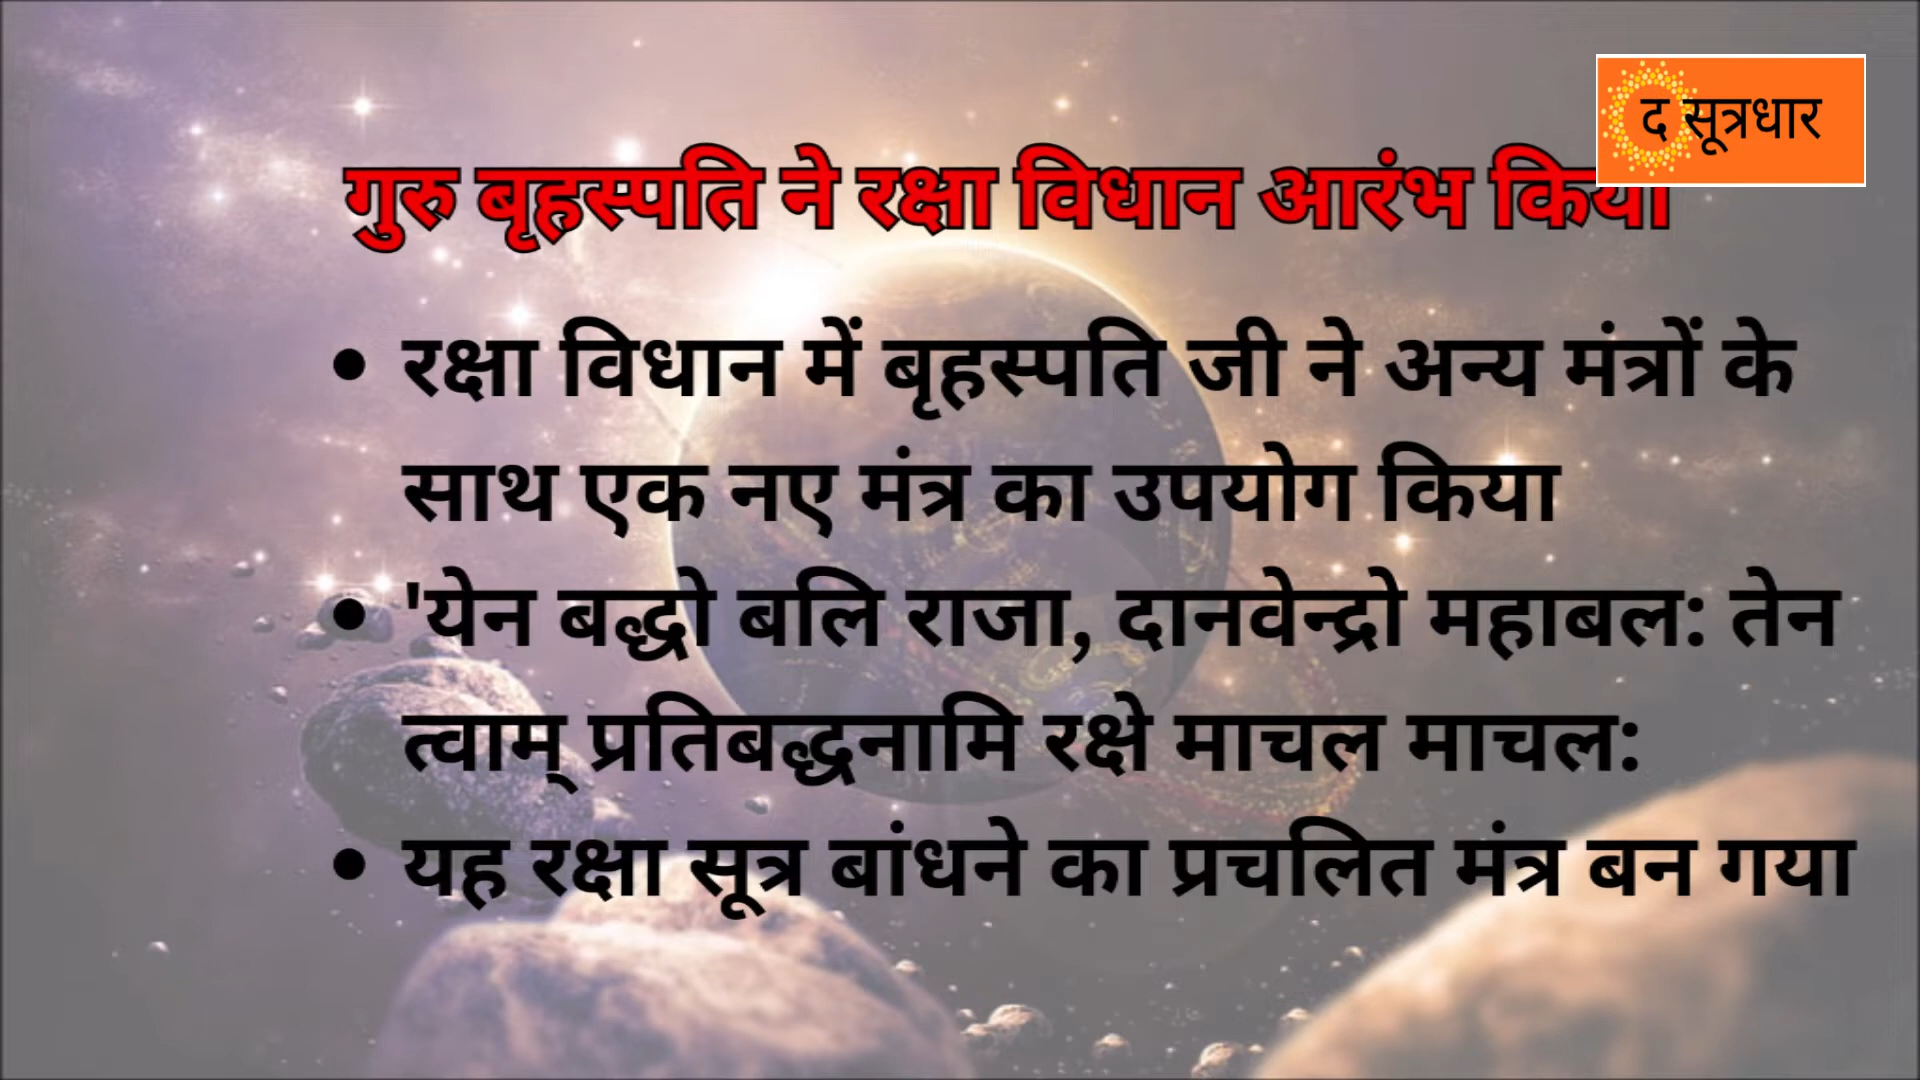 द सूत्रधार
गुरु बृहस्पति ने रक्षा विधान आरंभ किया
• रक्षा विधान में बृहस्पति जी ने अन्य मंत्रों के
साथ एक नए मंत्र का उपयोग किया
• 'येन बद्धो बलि राजा, दानवेन्द्रो महाबल: तेन
त्वाम् प्रतिबद्धनामि रक्षे माचल माचल:
• यह रक्षा सूत्र बांधने का प्रचलित मंत्र बन गया